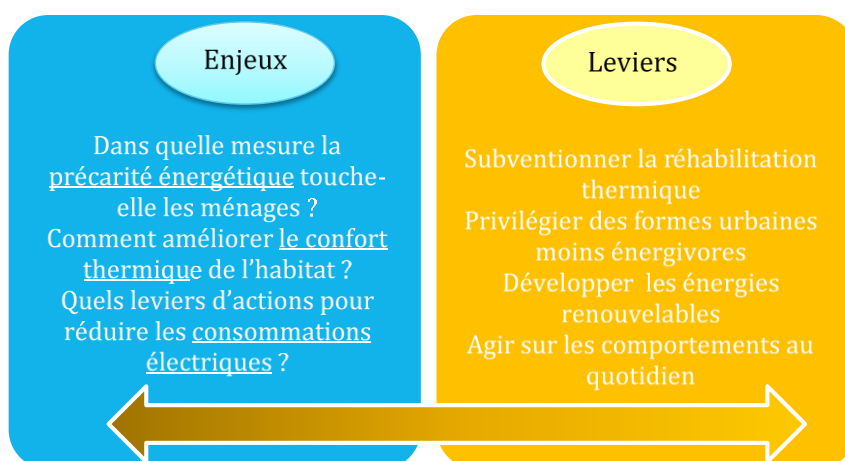 Enjeux
Dans quelle mesure la
précarité énergétique touche-
elle les ménages ?
Comment améliorer le confort
thermique de l'habitat ?
Quels leviers d'actions pour
réduire les consommations
électriques ?
Leviers
Subventionner la réhabilitation
thermique
Privilégier des formes urbaines
moins énergivores
Développer les énergies
renouvelables
Agir sur les comportements au
quotidien